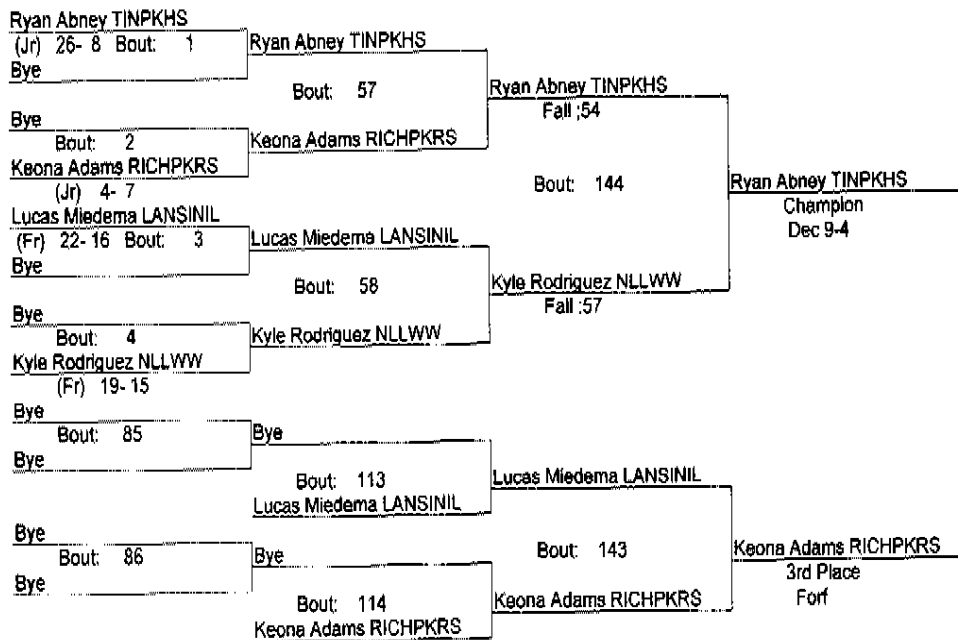 Ryan Abney TINPKHS
(Jr) 26- 8 Bout: 1
Bye
Ryan Abney TINPKHS
Bout: 57
Bye
Bout: 2
Keona Adams RICHPKRS
(Jr) 4- 7
Keona Adams RICHPKRS
Ryan Abney TINPKHS
Fall ;54
Lucas Miedema LANSINIL
(Fr) 22- 16 Bout: 3
Bye
Lucas Miedema LANSINIL
Bout: 58
Bye
Bout: 4
Kyle Rodriguez NLLWW
(Fr) 19- 15
Kyle Rodriguez NLLWW
Kyle Rodriguez NLLWW
Fall :57
Bout: 144
Ryan Abney TINPKHS
Champion
Dec 9-4
Bye
Bout: 85
Bye
Bye
Bout: 113
Lucas Miedema LANSINIL
Lucas Miedema LANSINIL
Bye
Bout: 86
Bye
Bye
Bout: 114
Keona Adams RICHPKRS
Keona Adams RICHPKRS
Bout: 143
Keona Adams RICHPKRS
3rd Place
Forf